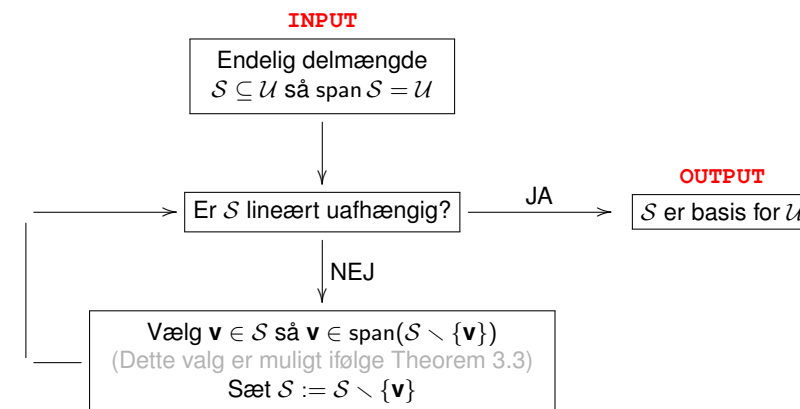 INPUT
Endelig delmængde
𝒮 ⊆ 𝒰 så span 𝒮 = 𝒰
Er 𝒮 lineært uafhængig?
JA
OUTPUT
𝒮 er basis for 𝒰
NEJ
Vælg v ∈ 𝒮 så v ∈ span(𝒮 ∖ {v})
(Dette valg er muligt ifølge Theorem 3.3)
Sæt 𝒮 := 𝒮 ∖ {v}